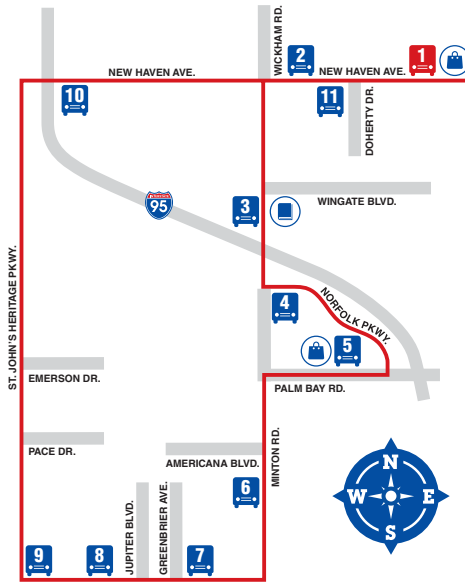 WICKHAM RD.
2
1
NEW HAVEN AVE.
NEW HAVEN AVE.
10
11
DOHERTY DR.
WINGATE BLVD.
95
3
ST. JOHN'S HERITAGE PKWY.
NORFOLK PKWY.
4
5
EMERSON DR.
PALM BAY RD.
PACE DR.
MINTON RD.
AMERICANA BLVD.
N
W
E
S
6
JUPITER BLVD.
GREENBRIER AVE.
9
8
7